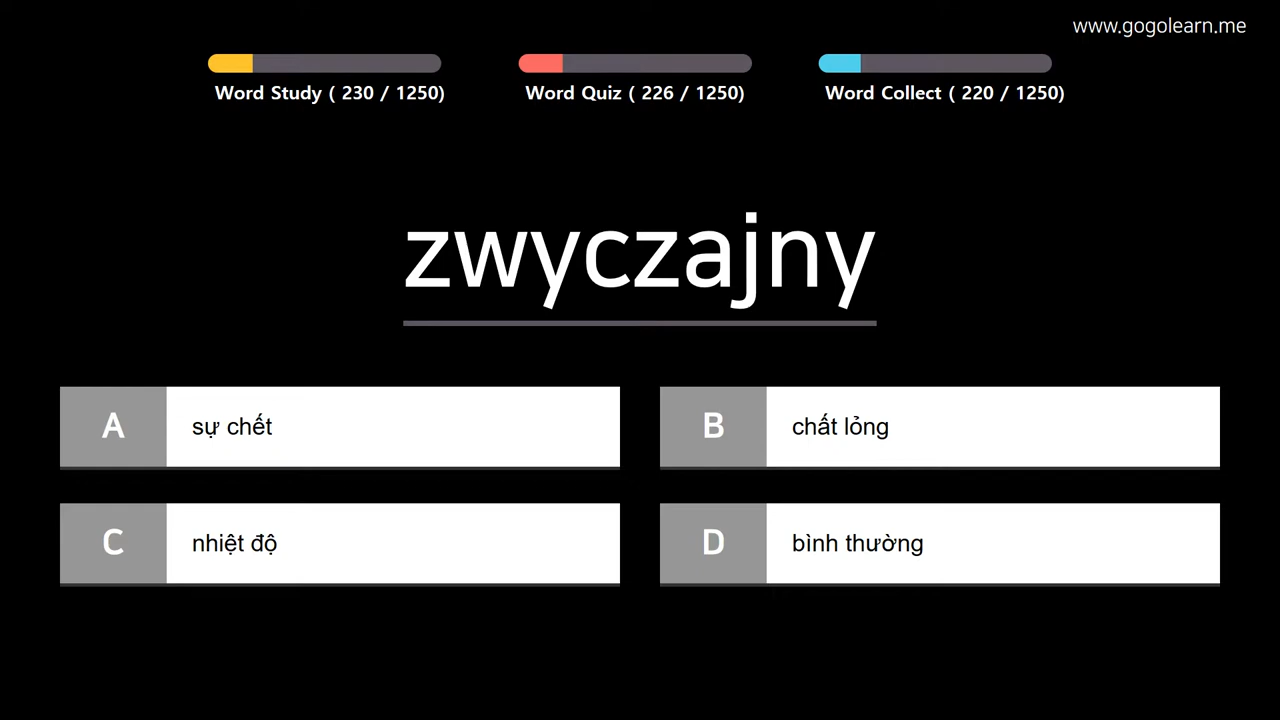 www.gogolearn.me
Word Study ( 230 / 1250)
Word Quiz ( 226 / 1250)
Word Collect ( 220 / 1250)
zwyczajny
A sự chết
B chất lỏng
C nhiệt độ
D bình thường